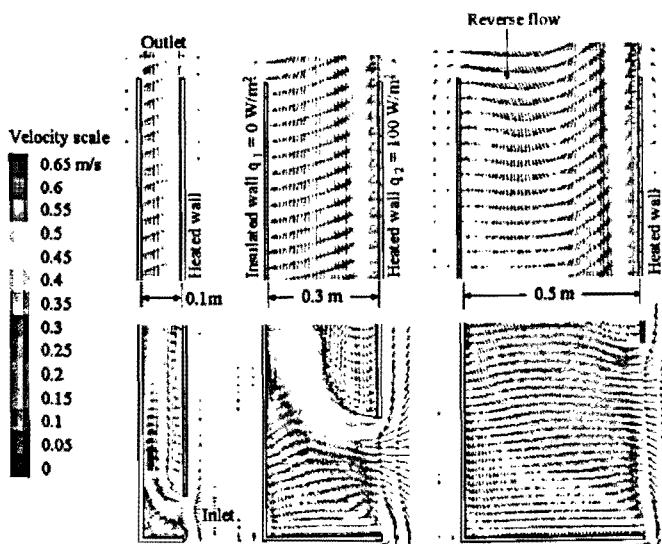 Reverse flow
Outlet
Velocity scale
0.65 m/s
0.6
0.55
0.5
0.45
0.4
0.35
0.3
0.25
0.2
0.15
0.1
0.05
0
Heated wall
Insulated wall q₁ = 0 W/m²
Heated wall q₂ = 100 W/m²
Heated wall
0.1m
0.3 m
0.5 m
Inlet